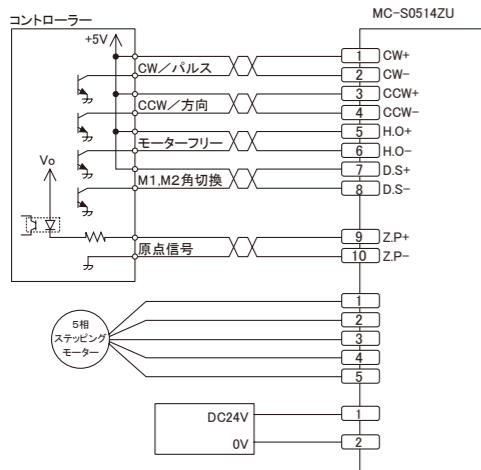 コントローラー
MC-S0514ZU
+5V
1 CW+
CW／パルス
2 CW-
3 CCW+
CCW／方向
4 CCW-
5 H.O+
モーターフリー
6 H.O-
Vo
7 D.S+
M1,M2角切換
8 D.S-
9 Z.P+
原点信号
10 Z.P-
1
2
5相
ステッピング
モーター
3
4
5
DC24V
1
0V
2